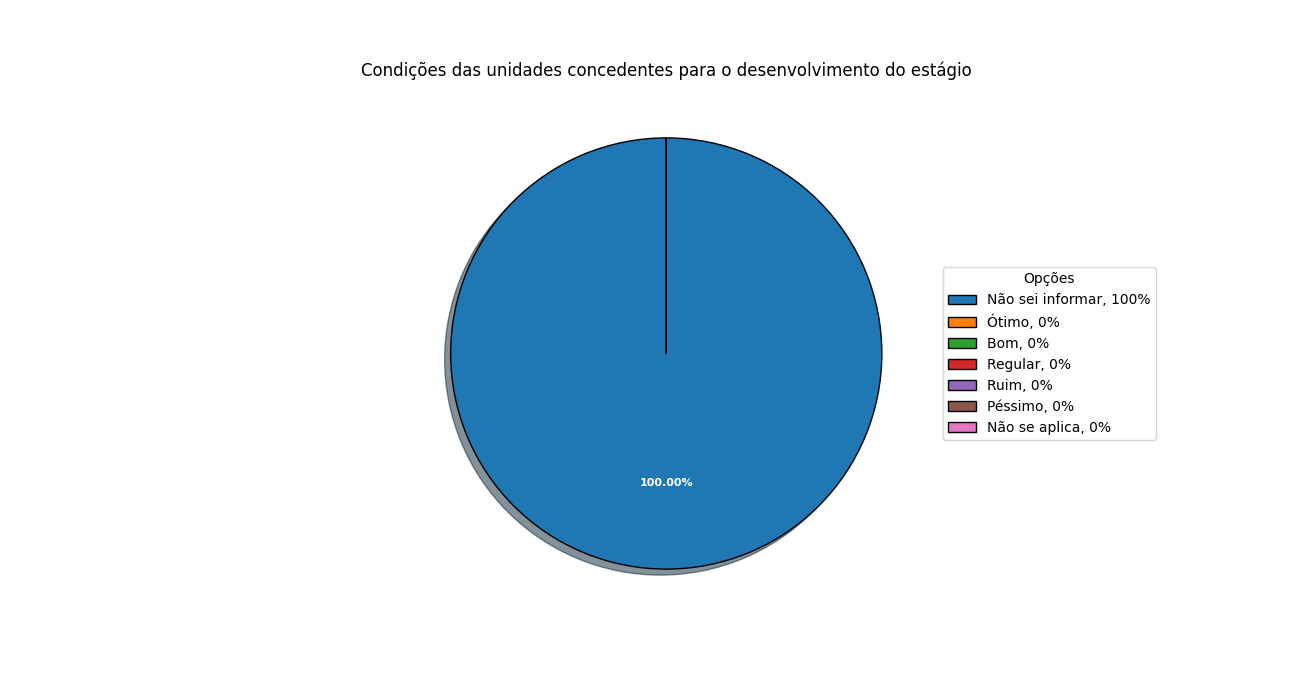 Condições das unidades concedentes para o desenvolvimento do estágio
100.00%
Opções
Não sei informar, 100%
Ótimo, 0%
Bom, 0%
Regular, 0%
Ruim, 0%
Péssimo, 0%
Não se aplica, 0%